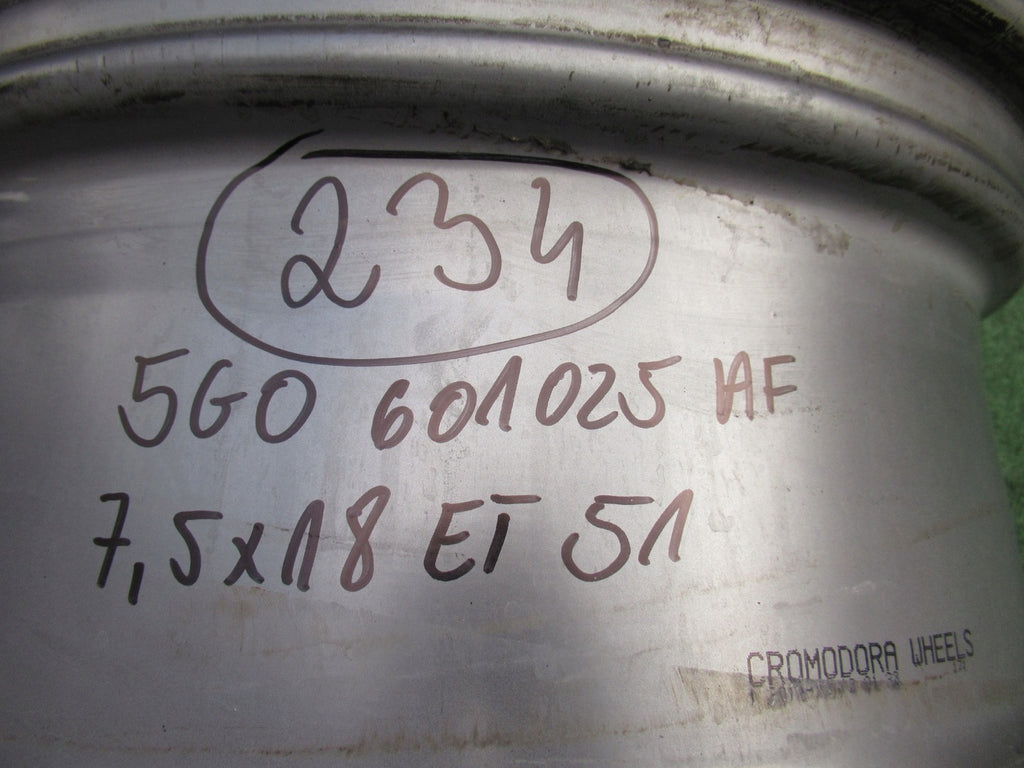 234
5G0 601025 AF
7,5x18 ET 51
CROMODORA WHEELS